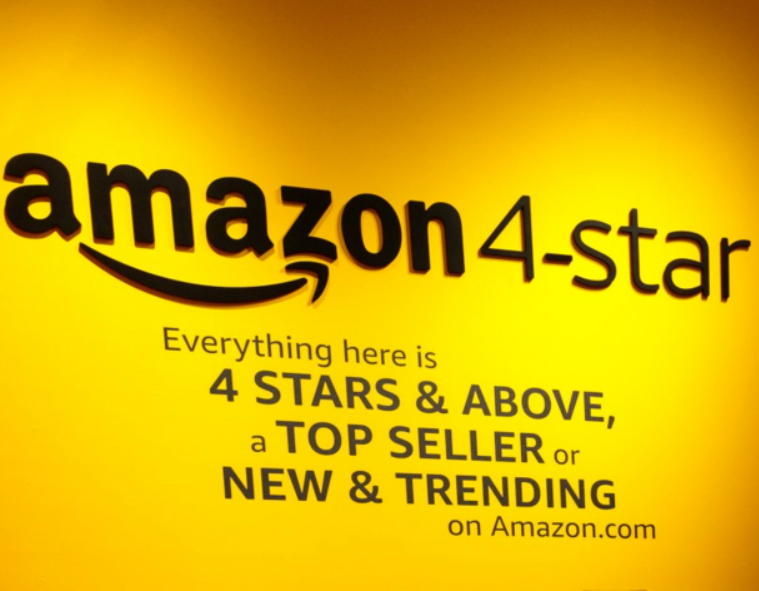 amazon 4-star
Everything here is
4 STARS & ABOVE,
a TOP SELLER or
NEW & TRENDING
on Amazon.com